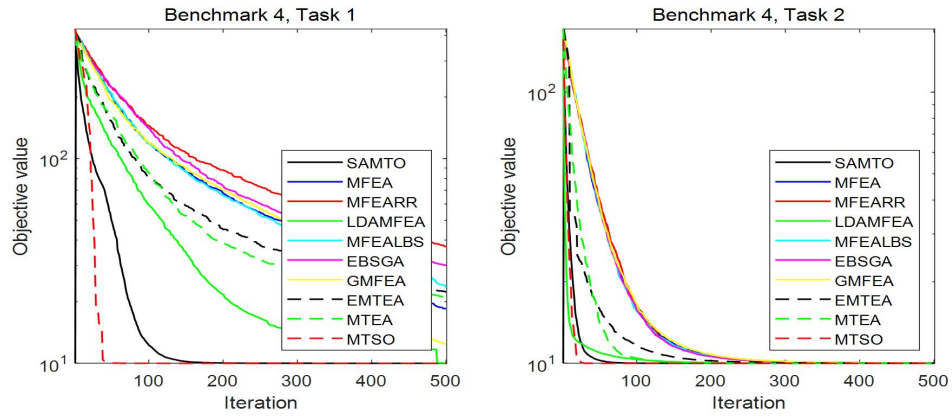 Benchmark 4, Task 1
Objective value
10^2
10^1
SAMTO
MFEA
MFEARR
LDAMFEA
MFEALBS
EBSGA
GMFEA
EMTEA
MTEA
MTSO
100 200 300 400 500
Iteration
Benchmark 4, Task 2
Objective value
10^2
10^1
SAMTO
MFEA
MFEARR
LDAMFEA
MFEALBS
EBSGA
GMFEA
EMTEA
MTEA
MTSO
100 200 300 400 500
Iteration